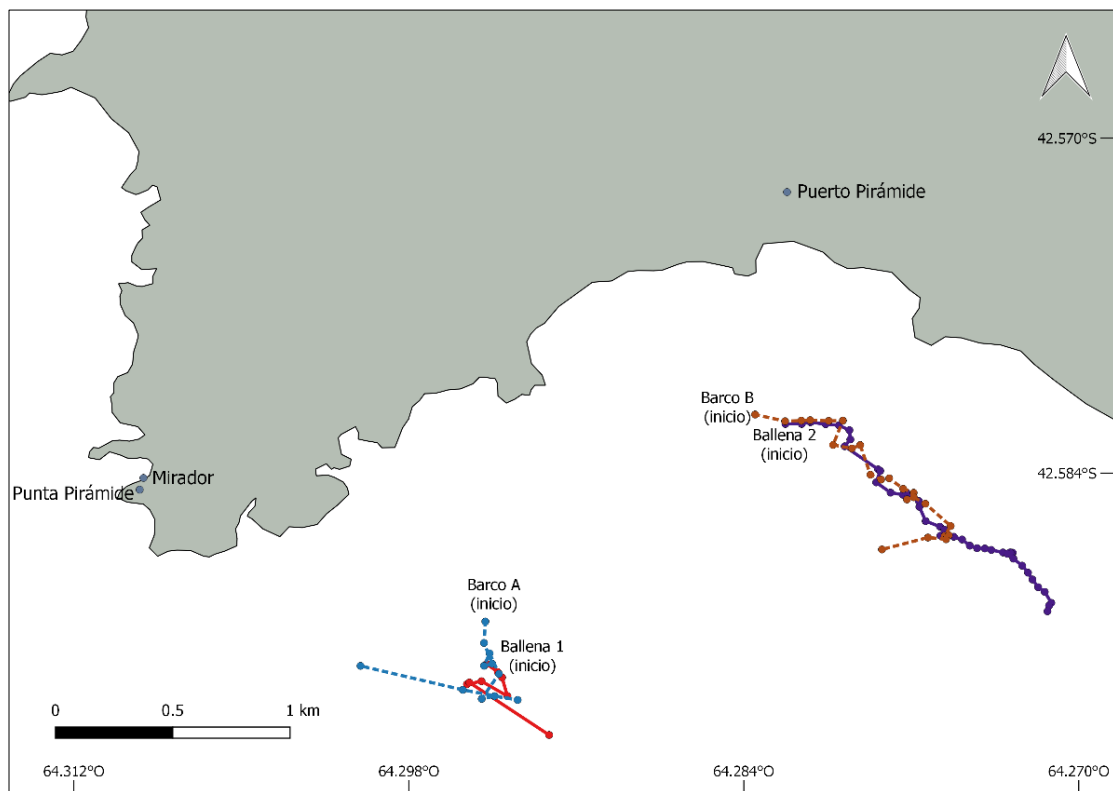 42.570°S
Puerto Pirámide
Barco B
(inicio)
Ballena 2
(inicio)
Mirador
42.584°S
Punta Pirámide
Barco A
(inicio)
Ballena 1
(inicio)
0 0.5 1 km
64.312°O 64.298°O 64.284°O 64.270°O